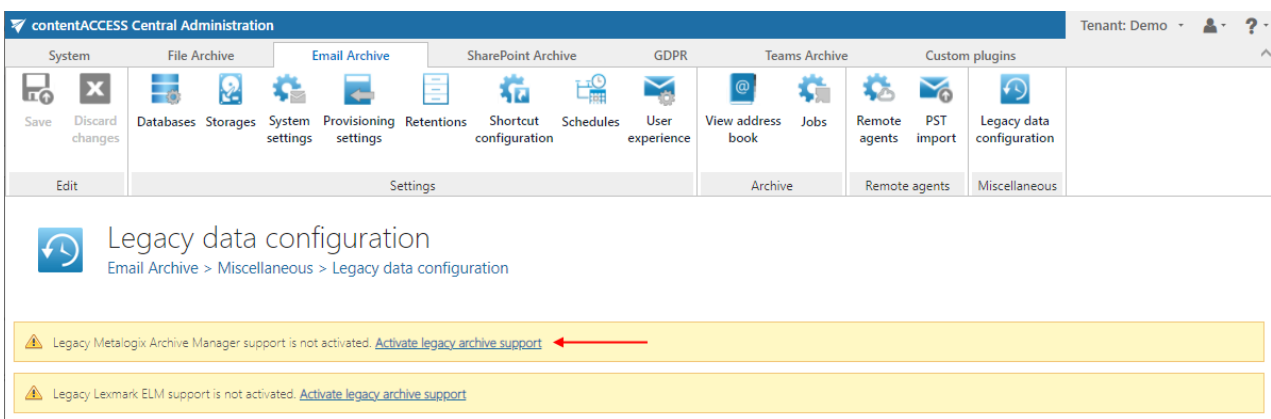 contentACCESS Central Administration
Tenant: Demo
?
System
File Archive
Email Archive
SharePoint Archive
GDPR
Teams Archive
Custom plugins
Save
Discard
changes
Databases
Storages
System
settings
Provisioning
settings
Retentions
Shortcut
configuration
Schedules
User
experience
View address
book
Jobs
Remote
agents
PST
import
Legacy data
configuration
Edit
Settings
Archive
Remote agents
Miscellaneous
Legacy data configuration
Email Archive > Miscellaneous > Legacy data configuration
Legacy Metalogix Archive Manager support is not activated. Activate legacy archive support
Legacy Lexmark ELM support is not activated. Activate legacy archive support